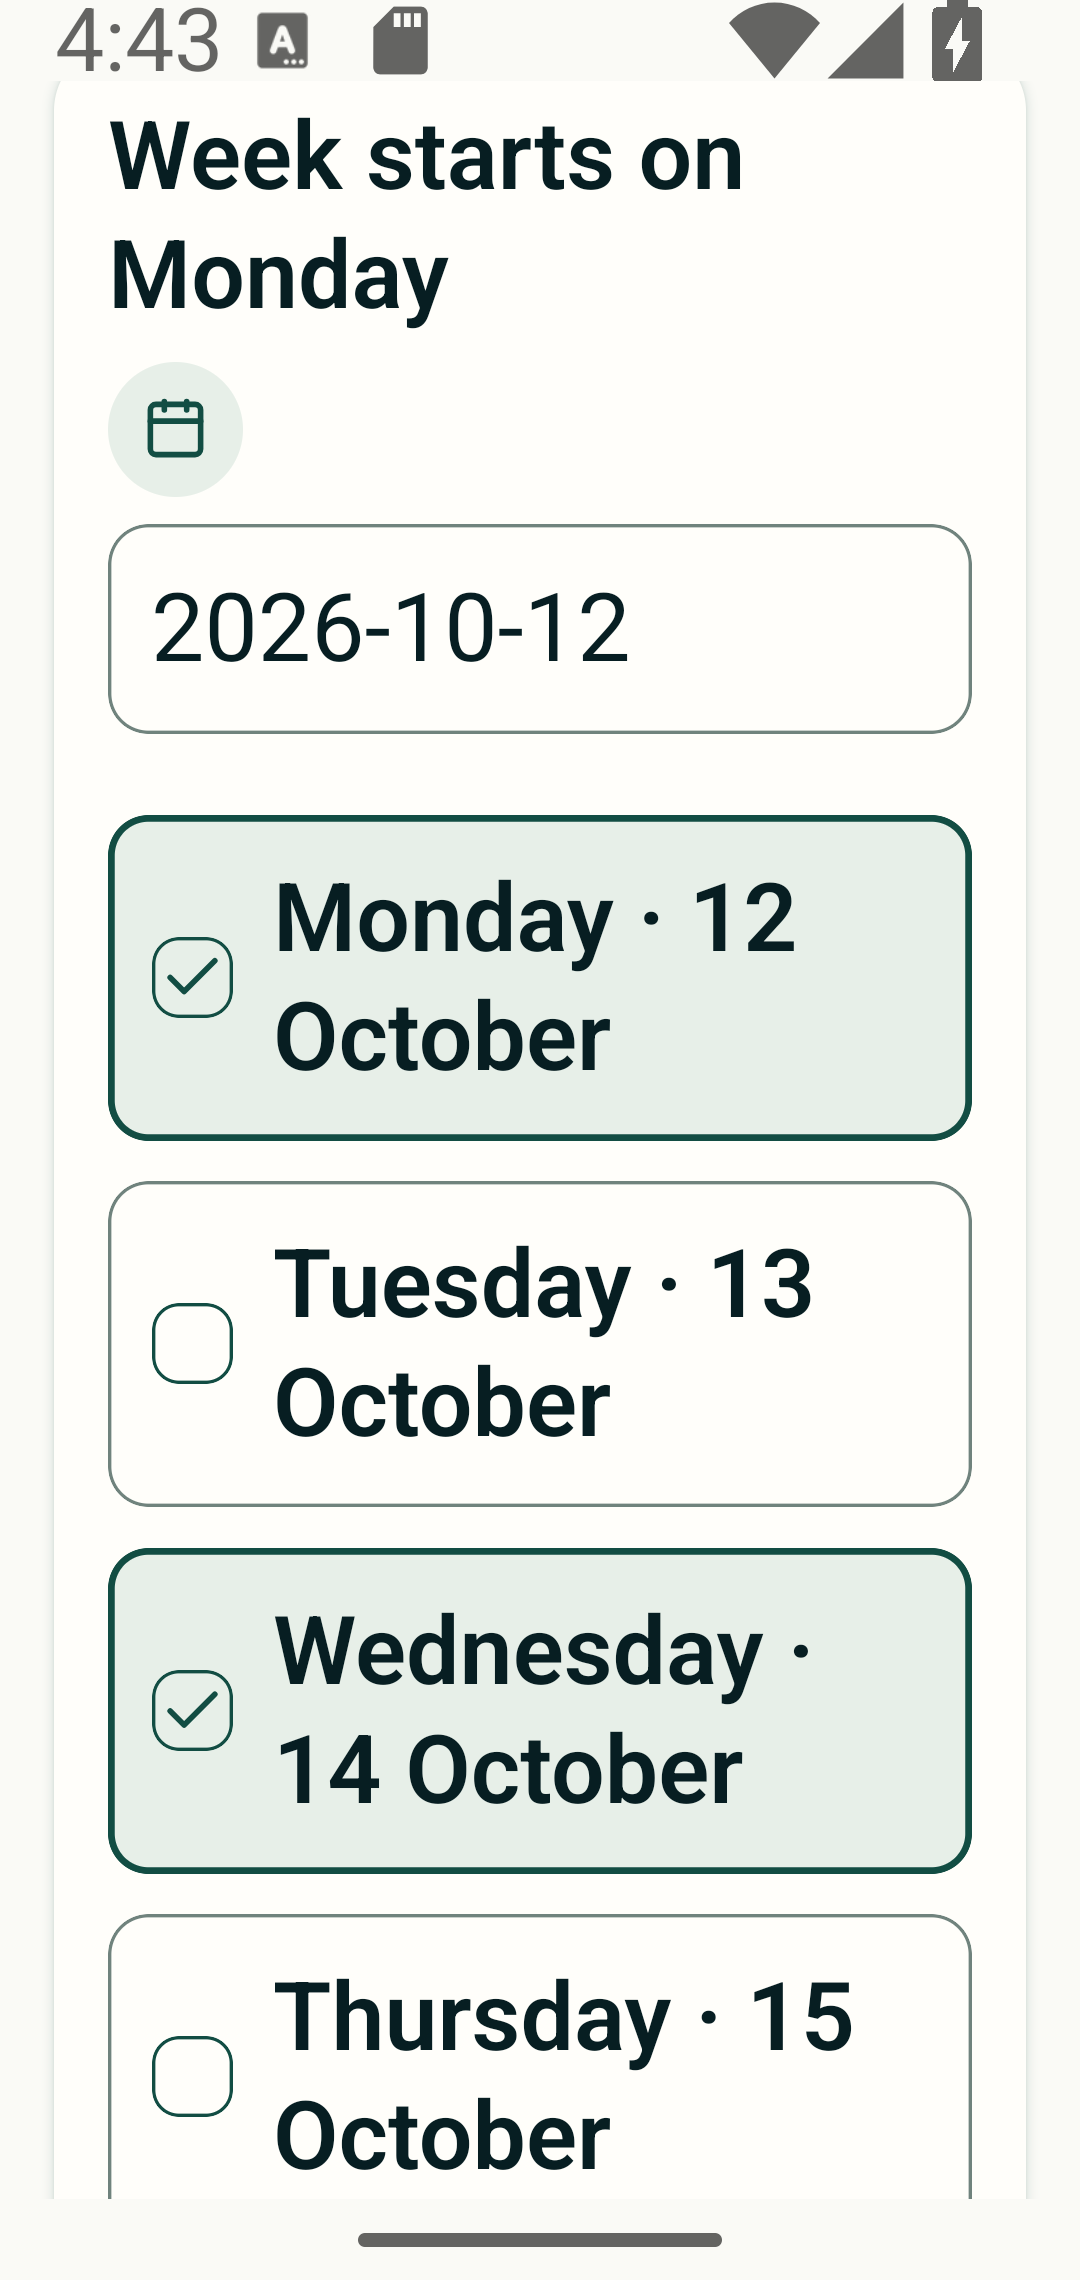 4:43
Week starts on
Monday
2026-10-12
Monday · 12
October
Tuesday · 13
October
Wednesday ·
14 October
Thursday · 15
October